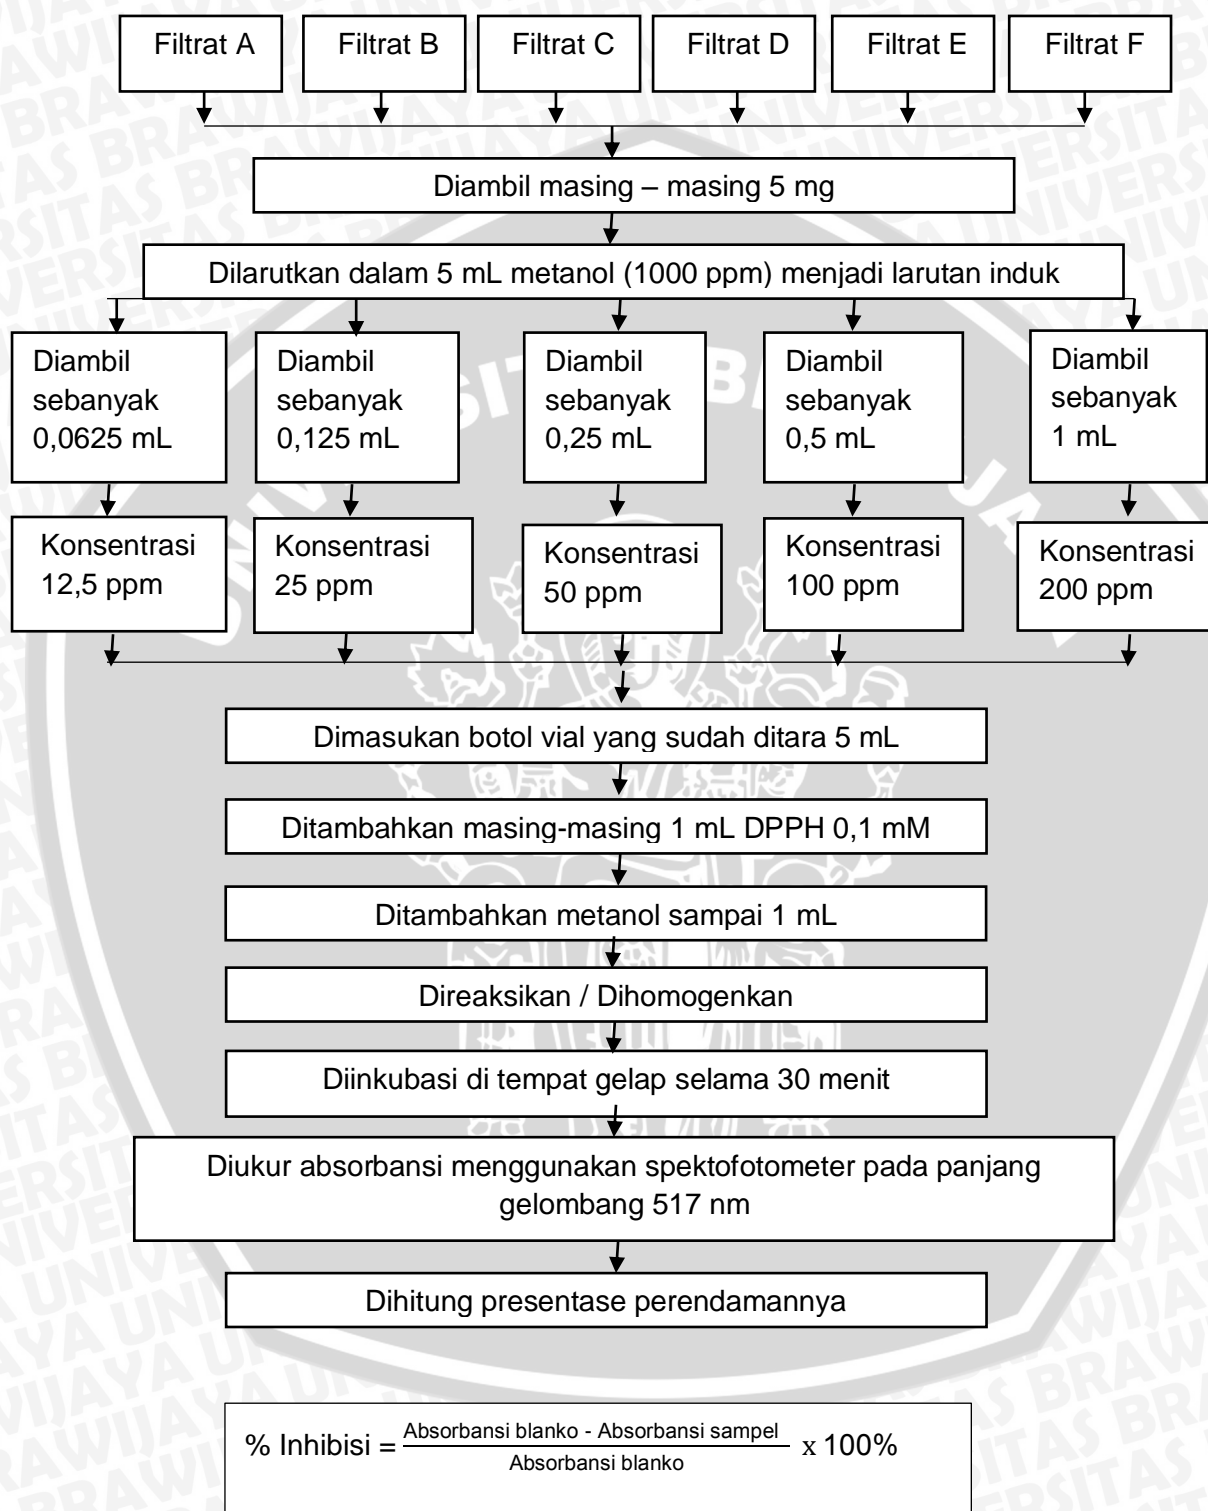 Filtrat A
Filtrat B
Filtrat C
Filtrat D
Filtrat E
Filtrat F
Diambil masing – masing 5 mg
Dilarutkan dalam 5 mL metanol (1000 ppm) menjadi larutan induk
Diambil
sebanyak
0,0625 mL
Diambil
sebanyak
0,125 mL
Diambil
sebanyak
0,25 mL
Diambil
sebanyak
0,5 mL
Diambil
sebanyak
1 mL
Konsentrasi
12,5 ppm
Konsentrasi
25 ppm
Konsentrasi
50 ppm
Konsentrasi
100 ppm
Konsentrasi
200 ppm
Dimasukan botol vial yang sudah ditara 5 mL
Ditambahkan masing-masing 1 mL DPPH 0,1 mM
Ditambahkan metanol sampai 1 mL
Direaksikan / Dihomogenkan
Diinkubasi di tempat gelap selama 30 menit
Diukur absorbansi menggunakan spektofotometer pada panjang
gelombang 517 nm
Dihitung presentase perendamannya
% Inhibisi = Absorbansi blanko - Absorbansi sampel x 100%
Absorbansi blanko